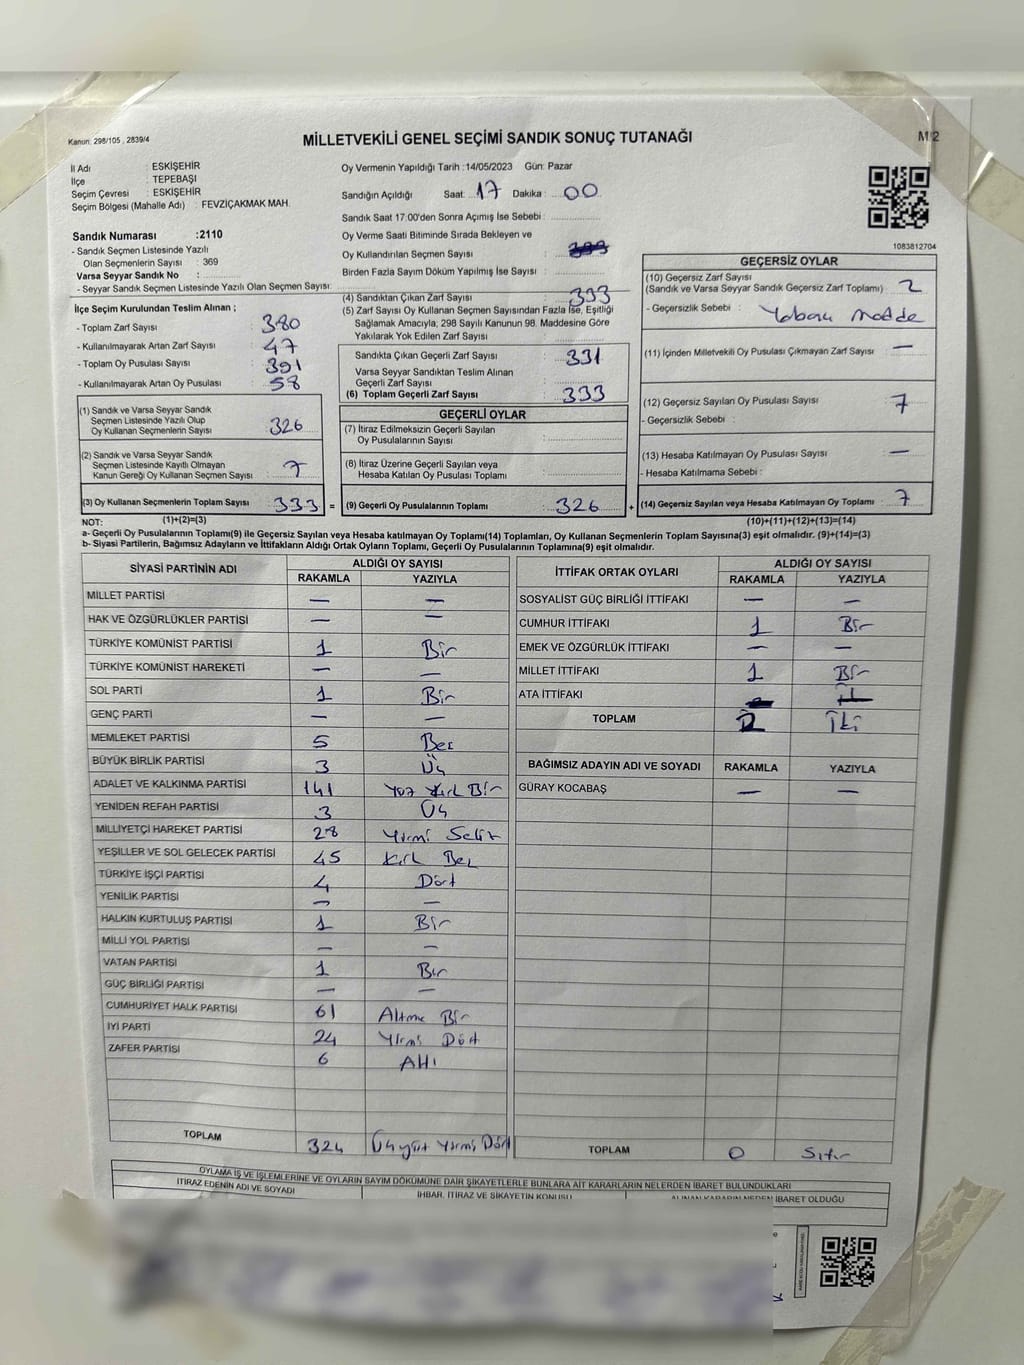 Kanun: 298/105 , 2839/4
MİLLETVEKİLİ GENEL SEÇİMİ SANDIK SONUÇ TUTANAĞI
M 2
İl Adı : ESKİŞEHİR
İlçe : TEPEBAŞI
Seçim Çevresi : ESKİŞEHİR
Seçim Bölgesi (Mahalle Adı) : FEVZİÇAKMAK MAH.
Sandık Numarası :2110
- Sandık Seçmen Listesinde Yazılı
Olan Seçmenlerin Sayısı : 369
Varsa Seyyar Sandık No :
- Seyyar Sandık Seçmen Listesinde Yazılı Olan Seçmen Sayısı:
Oy Vermenin Yapıldığı Tarih :14/05/2023 Gün: Pazar
Sandığın Açıldığı Saat: 17 Dakika : 00
Sandık Saat 17:00'den Sonra Açımış İse Sebebi :
Oy Verme Saati Bitiminde Sırada Bekleyen ve
Oy Kullandırılan Seçmen Sayısı :
Birden Fazla Sayım Döküm Yapılmış İse Sayısı :
1083812704
İlçe Seçim Kurulundan Teslim Alınan ;
- Toplam Zarf Sayısı : 380
- Kullanılmayarak Artan Zarf Sayısı : 47
- Toplam Oy Pusulası Sayısı : 391
- Kullanılmayarak Artan Oy Pusulası : 58
(1) Sandık ve Varsa Seyyar Sandık
Seçmen Listesinde Yazılı Olup
Oy Kullanan Seçmenlerin Sayısı : 326
(2) Sandık ve Varsa Seyyar Sandık
Seçmen Listesinde Kayıtlı Olmayan
Kanun Gereği Oy Kullanan Seçmen Sayısı : 7
(3) Oy Kullanan Seçmenlerin Toplam Sayısı : 333 =
(4) Sandıktan Çıkan Zarf Sayısı : 333
(5) Zarf Sayısı Oy Kullanan Seçmen Sayısından Fazla İse, Eşitliği
Sağlamak Amacıyla, 298 Sayılı Kanunun 98. Maddesine Göre
Yakılarak Yok Edilen Zarf Sayısı :
Sandıkta Çıkan Geçerli Zarf Sayısı : 331
Varsa Seyyar Sandıktan Teslim Alınan
Geçerli Zarf Sayısı :
(6) Toplam Geçerli Zarf Sayısı : 333
GEÇERLİ OYLAR
(7) İtiraz Edilmeksizin Geçerli Sayılan
Oy Pusulalarının Sayısı :
(8) İtiraz Üzerine Geçerli Sayılan veya
Hesaba Katılan Oy Pusulası Toplamı :
(9) Geçerli Oy Pusulalarının Toplamı : 326 +
GEÇERSİZ OYLAR
(10) Geçersiz Zarf Sayısı
(Sandık ve Varsa Seyyar Sandık Geçersiz Zarf Toplamı) : 2
- Geçersizlik Sebebi : Yabancı Madde
(11) İçinden Milletvekili Oy Pusulası Çıkmayan Zarf Sayısı : —
(12) Geçersiz Sayılan Oy Pusulası Sayısı : 7
- Geçersizlik Sebebi :
(13) Hesaba Katılmayan Oy Pusulası Sayısı : —
- Hesaba Katılmama Sebebi :
(14) Geçersiz Sayılan veya Hesaba Katılmayan Oy Toplamı : 7
NOT: (1)+(2)=(3) (10)+(11)+(12)+(13)=(14)
a- Geçerli Oy Pusulalarının Toplamı(9) ile Geçersiz Sayılan veya Hesaba Katılmayan Oy Toplamı(14) Toplamları, Oy Kullanan Seçmenlerin Toplam Sayısına(3) eşit olmalıdır. (9)+(14)=(3)
b- Siyasi Partilerin, Bağımsız Adayların ve İttifakların Aldığı Ortak Oyların Toplamı, Geçerli Oy Pusulalarının Toplamına(9) eşit olmalıdır.
SİYASİ PARTİNİN ADI ALDIĞI OY SAYISI
RAKAMLA YAZIYLA
MİLLET PARTİSİ — —
HAK VE ÖZGÜRLÜKLER PARTİSİ — —
TÜRKİYE KOMÜNİST PARTİSİ 1 Bir
TÜRKİYE KOMÜNİST HAREKETİ — —
SOL PARTİ 1 Bir
GENÇ PARTİ — —
MEMLEKET PARTİSİ 5 Beş
BÜYÜK BİRLİK PARTİSİ 3 Üç
ADALET VE KALKINMA PARTİSİ 141 Yüz Kırk Bir
YENİDEN REFAH PARTİSİ 3 Üç
MİLLİYETÇİ HAREKET PARTİSİ 28 Yirmi Sekiz
YEŞİLLER VE SOL GELECEK PARTİSİ 45 Kırk Beş
TÜRKİYE İŞÇİ PARTİSİ 4 Dört
YENİLİK PARTİSİ — —
HALKIN KURTULUŞ PARTİSİ 1 Bir
MİLLİ YOL PARTİSİ — —
VATAN PARTİSİ 1 Bir
GÜÇ BİRLİĞİ PARTİSİ — —
CUMHURİYET HALK PARTİSİ 61 Altmış Bir
İYİ PARTİ 24 Yirmi Dört
ZAFER PARTİSİ 6 Altı
TOPLAM 324 Üçyüz Yirmi Dört
İTTİFAK ORTAK OYLARI ALDIĞI OY SAYISI
RAKAMLA YAZIYLA
SOSYALİST GÜÇ BİRLİĞİ İTTİFAKI — —
CUMHUR İTTİFAKI 1 Bir
EMEK VE ÖZGÜRLÜK İTTİFAKI — —
MİLLET İTTİFAKI 1 Bir
ATA İTTİFAKI
TOPLAM 2 İki
BAĞIMSIZ ADAYIN ADI VE SOYADI RAKAMLA YAZIYLA
GÜRAY KOCABAŞ — —
TOPLAM 0 Sıfır
OYLAMA İŞ VE İŞLEMLERİNE VE OYLARIN SAYIM DÖKÜMÜNE DAİR ŞİKAYETLERLE BUNLARA AİT KARARLARIN NELERDEN İBARET BULUNDUKLARI
İTİRAZ EDENİN ADI VE SOYADI İHBAR, İTİRAZ VE ŞİKAYETİN KONUSU ALINAN KARARIN NEDEN İBARET OLDUĞU